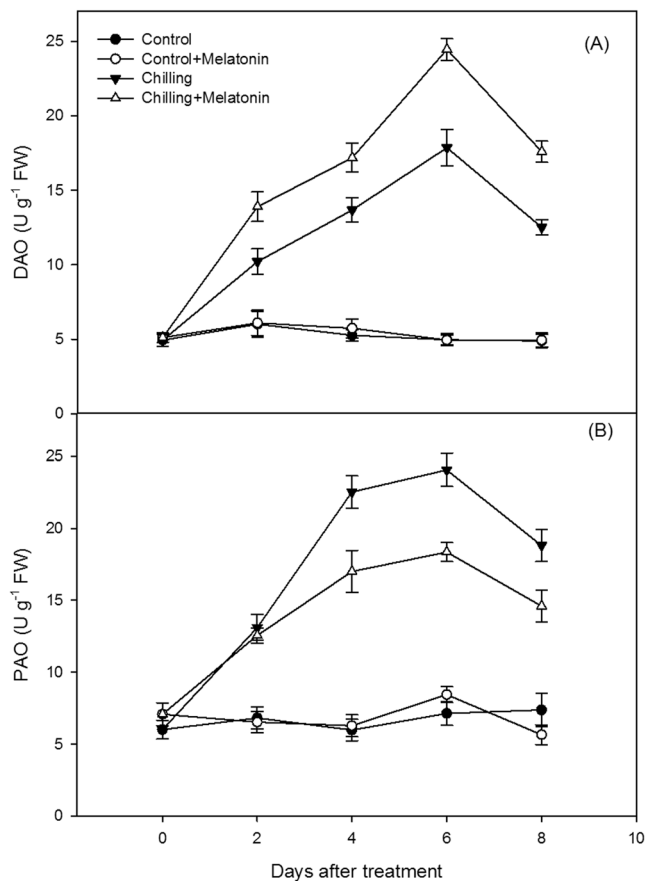 25
20
15
10
5
0
DAO (U g⁻¹ FW)
Control
Control+Melatonin
Chilling
Chilling+Melatonin
(A)
25
20
15
10
5
0
PAO (U g⁻¹ FW)
(B)
0 2 4 6 8 10
Days after treatment